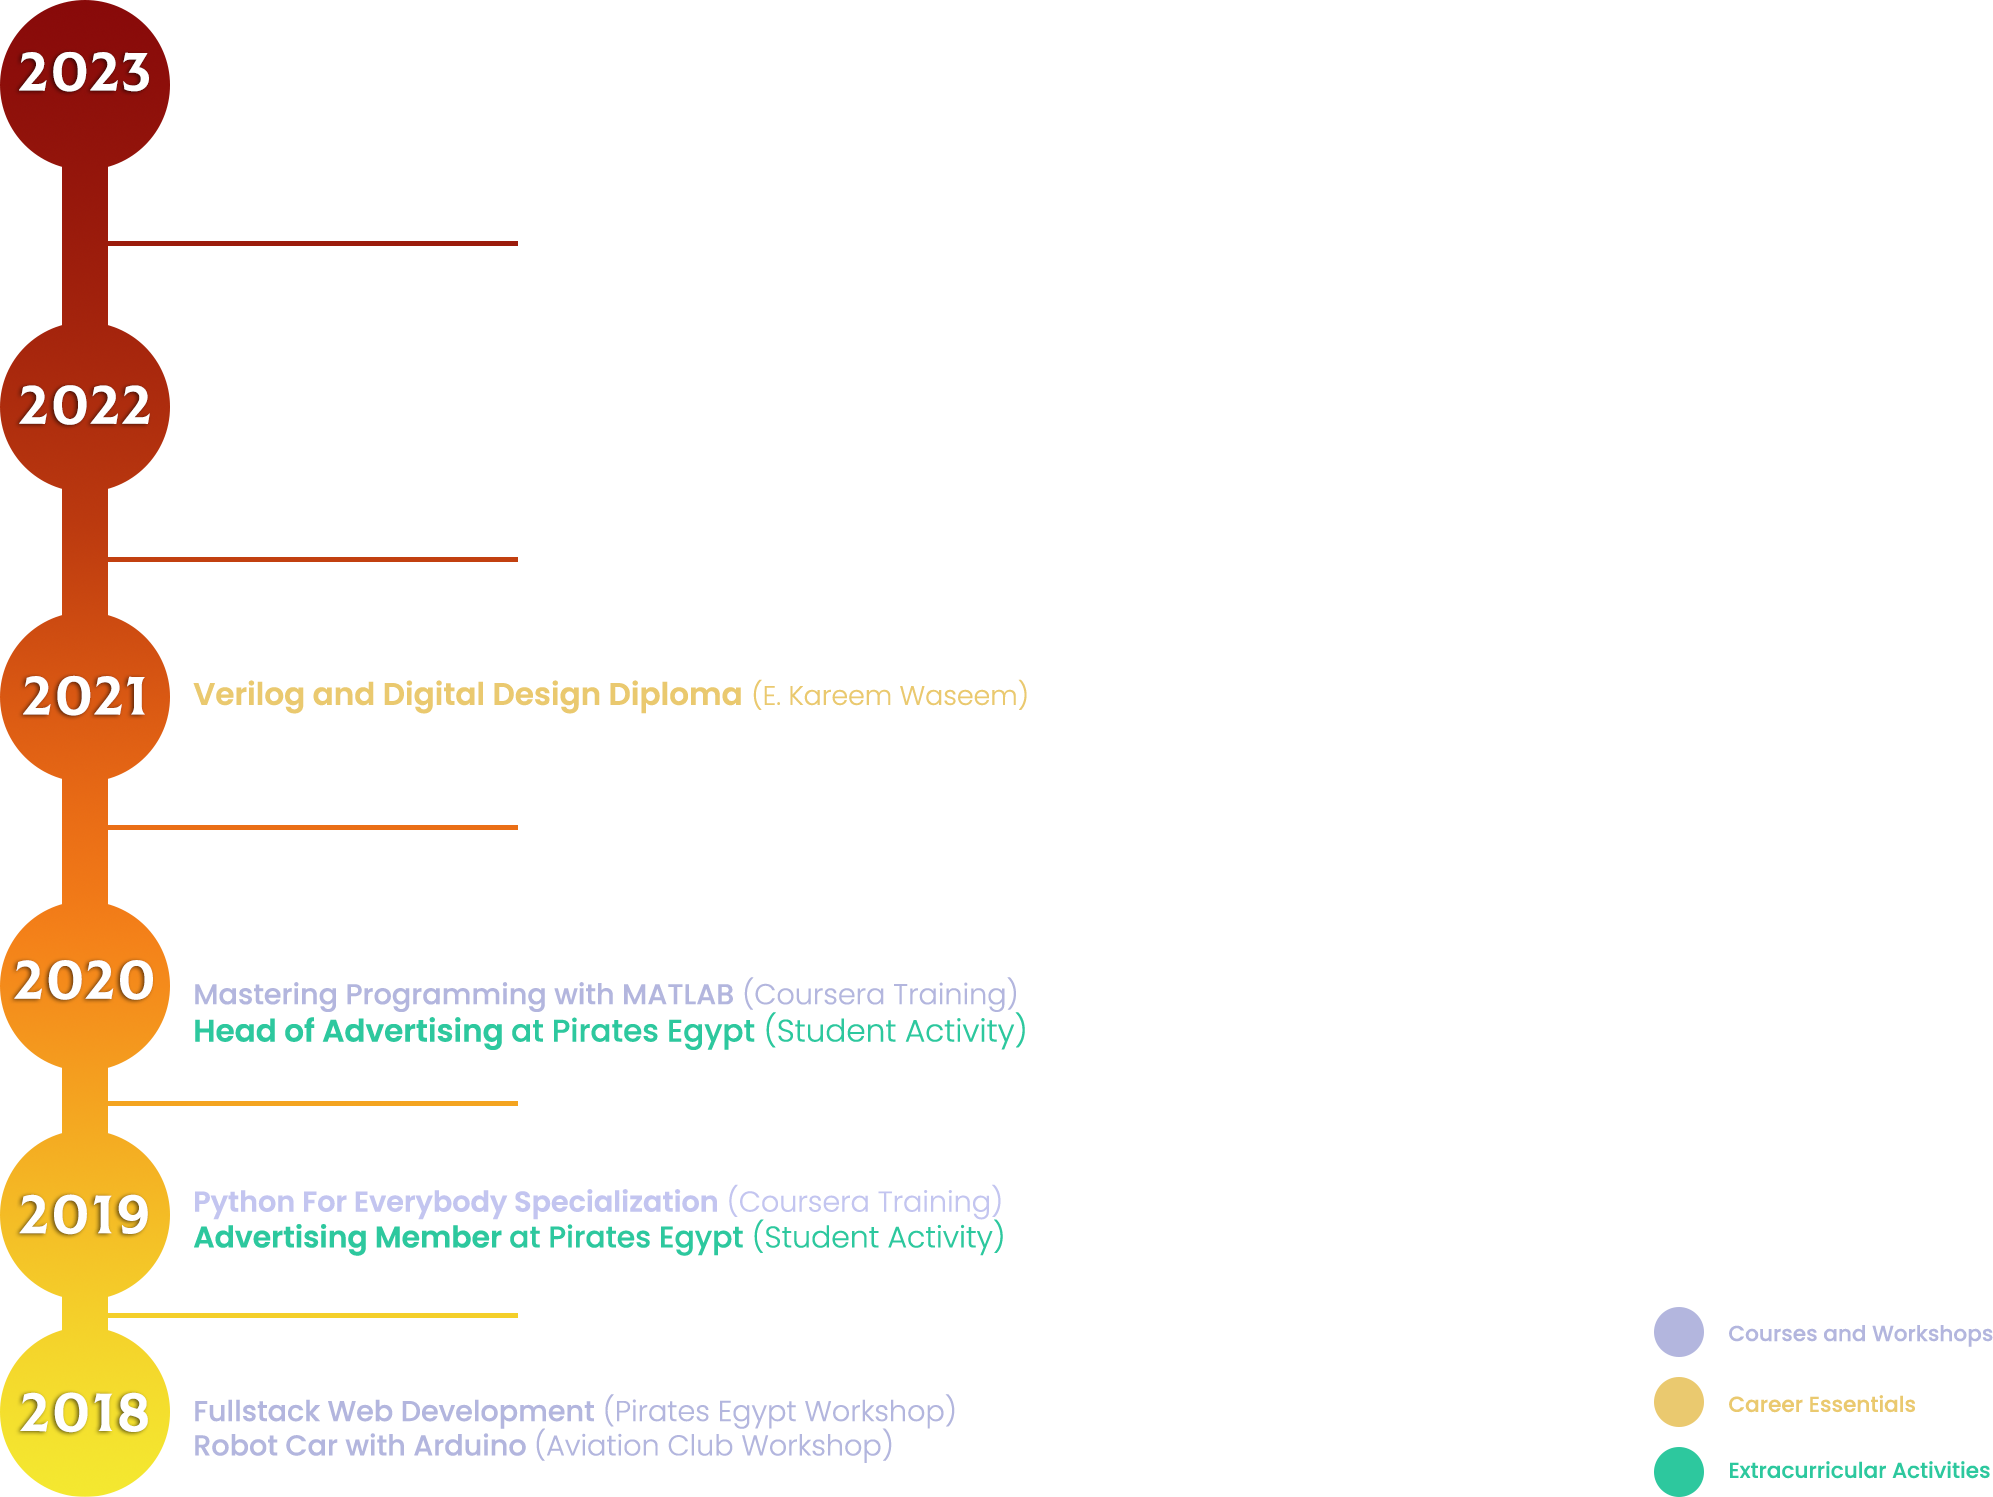 2023
2022
2021
Verilog and Digital Design Diploma (E. Kareem Waseem)
2020
Mastering Programming with MATLAB (Coursera Training)
Head of Advertising at Pirates Egypt (Student Activity)
2019
Python For Everybody Specialization (Coursera Training)
Advertising Member at Pirates Egypt (Student Activity)
2018
Fullstack Web Development (Pirates Egypt Workshop)
Robot Car with Arduino (Aviation Club Workshop)
Courses and Workshops
Career Essentials
Extracurricular Activities